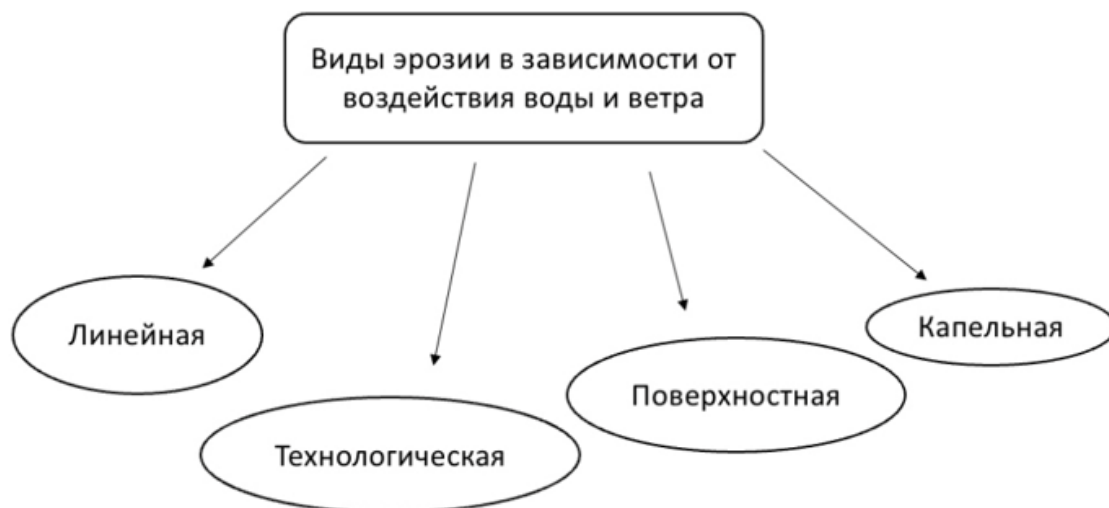 Виды эрозии в зависимости от
воздействия воды и ветра
Линейная
Капельная
Поверхностная
Технологическая